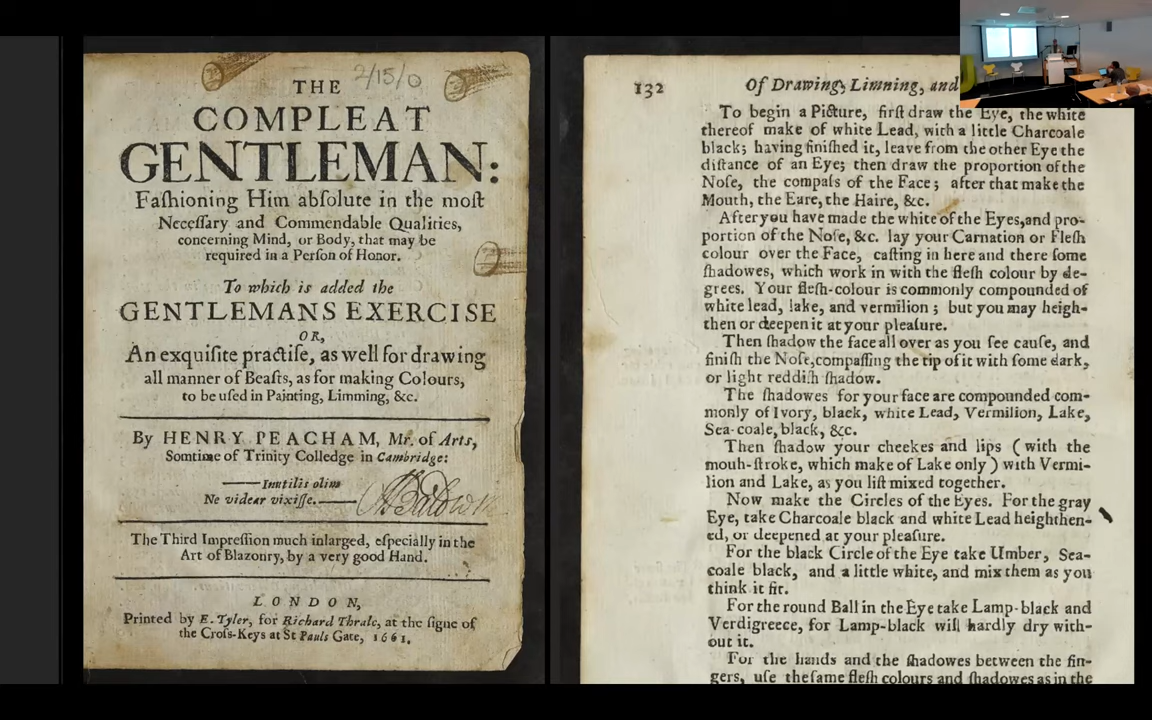 2/15/0
THE
COMPLEAT
GENTLEMAN:
Faſhioning Him abſolute in the moſt
Neceſſary and Commendable Qualities,
concerning Mind, or Body, that may be
required in a Perſon of Honor.
To which is added the
GENTLEMANS EXERCISE
OR,
An exquiſite practiſe, as well for drawing
all manner of Beaſts, as for making Colours,
to be uſed in Painting, Limming, &c.
By HENRY PEACHAM, Mr. of Arts,
Somtime of Trinity Colledge in Cambridge:
——Inutilis olim
Ne videar vixiſſe.——
The Third Impreſſion much inlarged, eſpecially in the
Art of Blazonry, by a very good Hand.
LONDON,
Printed by E. Tyler, for Richard Thrale, at the ſigne of
the Croſs-Keys at St Pauls Gate, 1661.
132 Of Drawing, Limning, and
To begin a Picture, firſt draw the Eye, the white
thereof make of white Lead, with a little Charcoale
black; having finiſhed it, leave from the other Eye the
diſtance of an Eye; then draw the proportion of the
Noſe, the compaſs of the Face; after that make the
Mouth, the Eare, the Haire, &c.
After you have made the white of the Eyes, and pro-
portion of the Noſe, &c. lay your Carnation or Fleſh
colour over the Face, caſting in here and there ſome
ſhadowes, which work in with the fleſh colour by de-
grees. Your fleſh-colour is commonly compounded of
white lead, lake, and vermilion; but you may heigh-
then or deepen it at your pleaſure.
Then ſhadow the face all over as you ſee cauſe, and
finiſh the Noſe, compaſſing the tip of it with ſome dark,
or light reddiſh ſhadow.
The ſhadowes for your face are compounded com-
monly of Ivory, black, white Lead, Vermilion, Lake,
Sea-coale, black, &c.
Then ſhadow your cheekes and lips (with the
mouh-ſtroke, which make of Lake only) with Vermi-
lion and Lake, as you liſt mixed together.
Now make the Circles of the Eyes. For the gray
Eye, take Charcoale black and white Lead heighthen-
ed, or deepened at your pleaſure.
For the black Circle of the Eye take Umber, Sea-
coale black, and a little white, and mix them as you
think it fit.
For the round Ball in the Eye take Lamp-black and
Verdigreece, for Lamp-black will hardly dry with-
out it.
For the hands and the ſhadowes between the fin-
gers, uſe the ſame fleſh colours and ſhadowes as in the